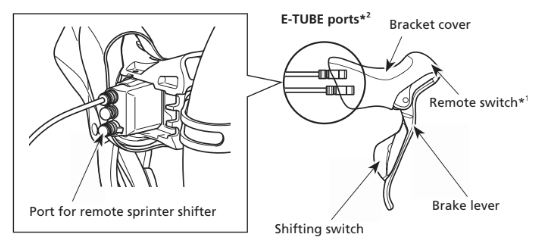 E-TUBE ports*²
Bracket cover
Remote switch*¹
Port for remote sprinter shifter
Brake lever
Shifting switch